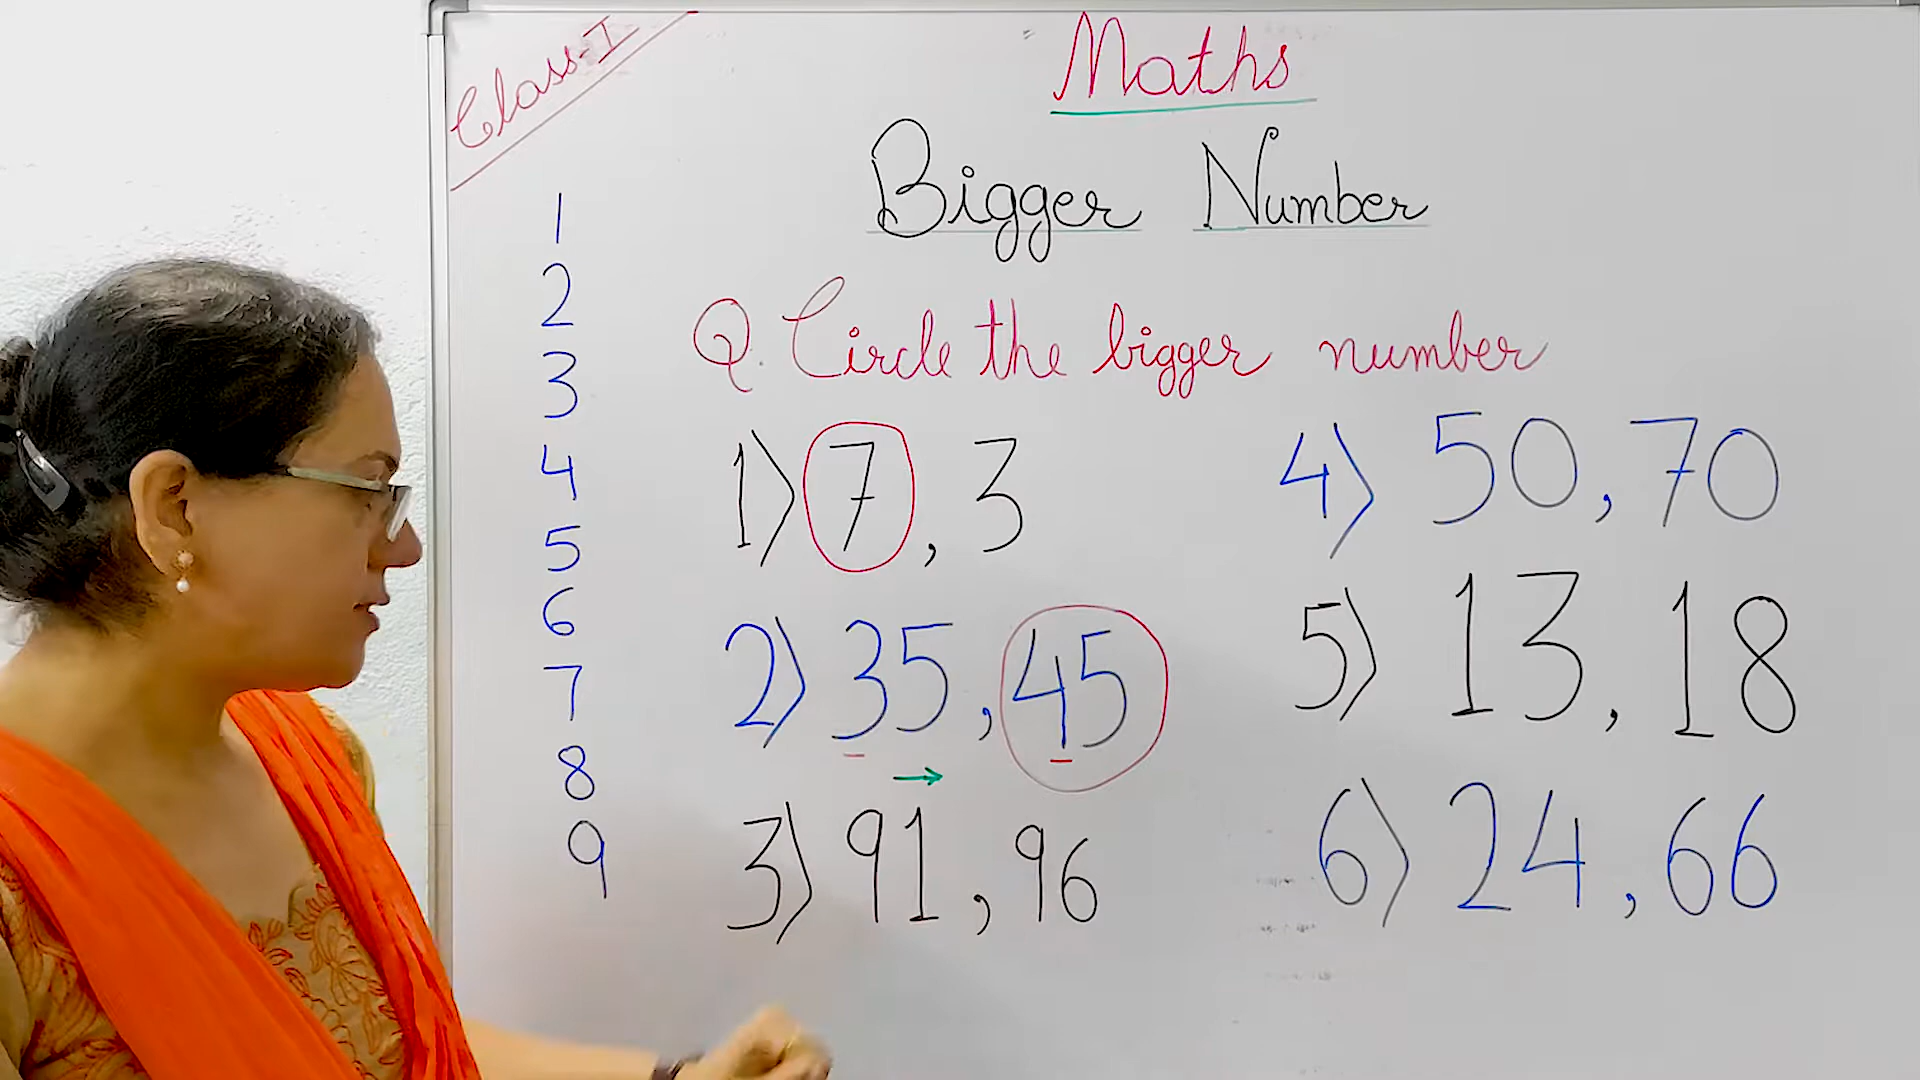 Class-I
Maths
Bigger Number
Q. Circle the bigger number
1
2
3
4
5
6
7
8
9
1) 7, 3
2) 35, 45
3) 91, 96
4) 50, 70
5) 13, 18
6) 24, 66